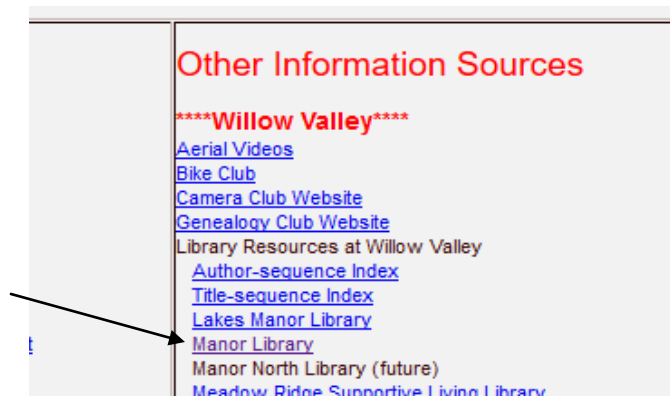 Other Information Sources
****Willow Valley****
Aerial Videos
Bike Club
Camera Club Website
Genealogy Club Website
Library Resources at Willow Valley
Author-sequence Index
Title-sequence Index
Lakes Manor Library
t
Manor Library
Manor North Library (future)
Meadow Ridge Supportive Living Library